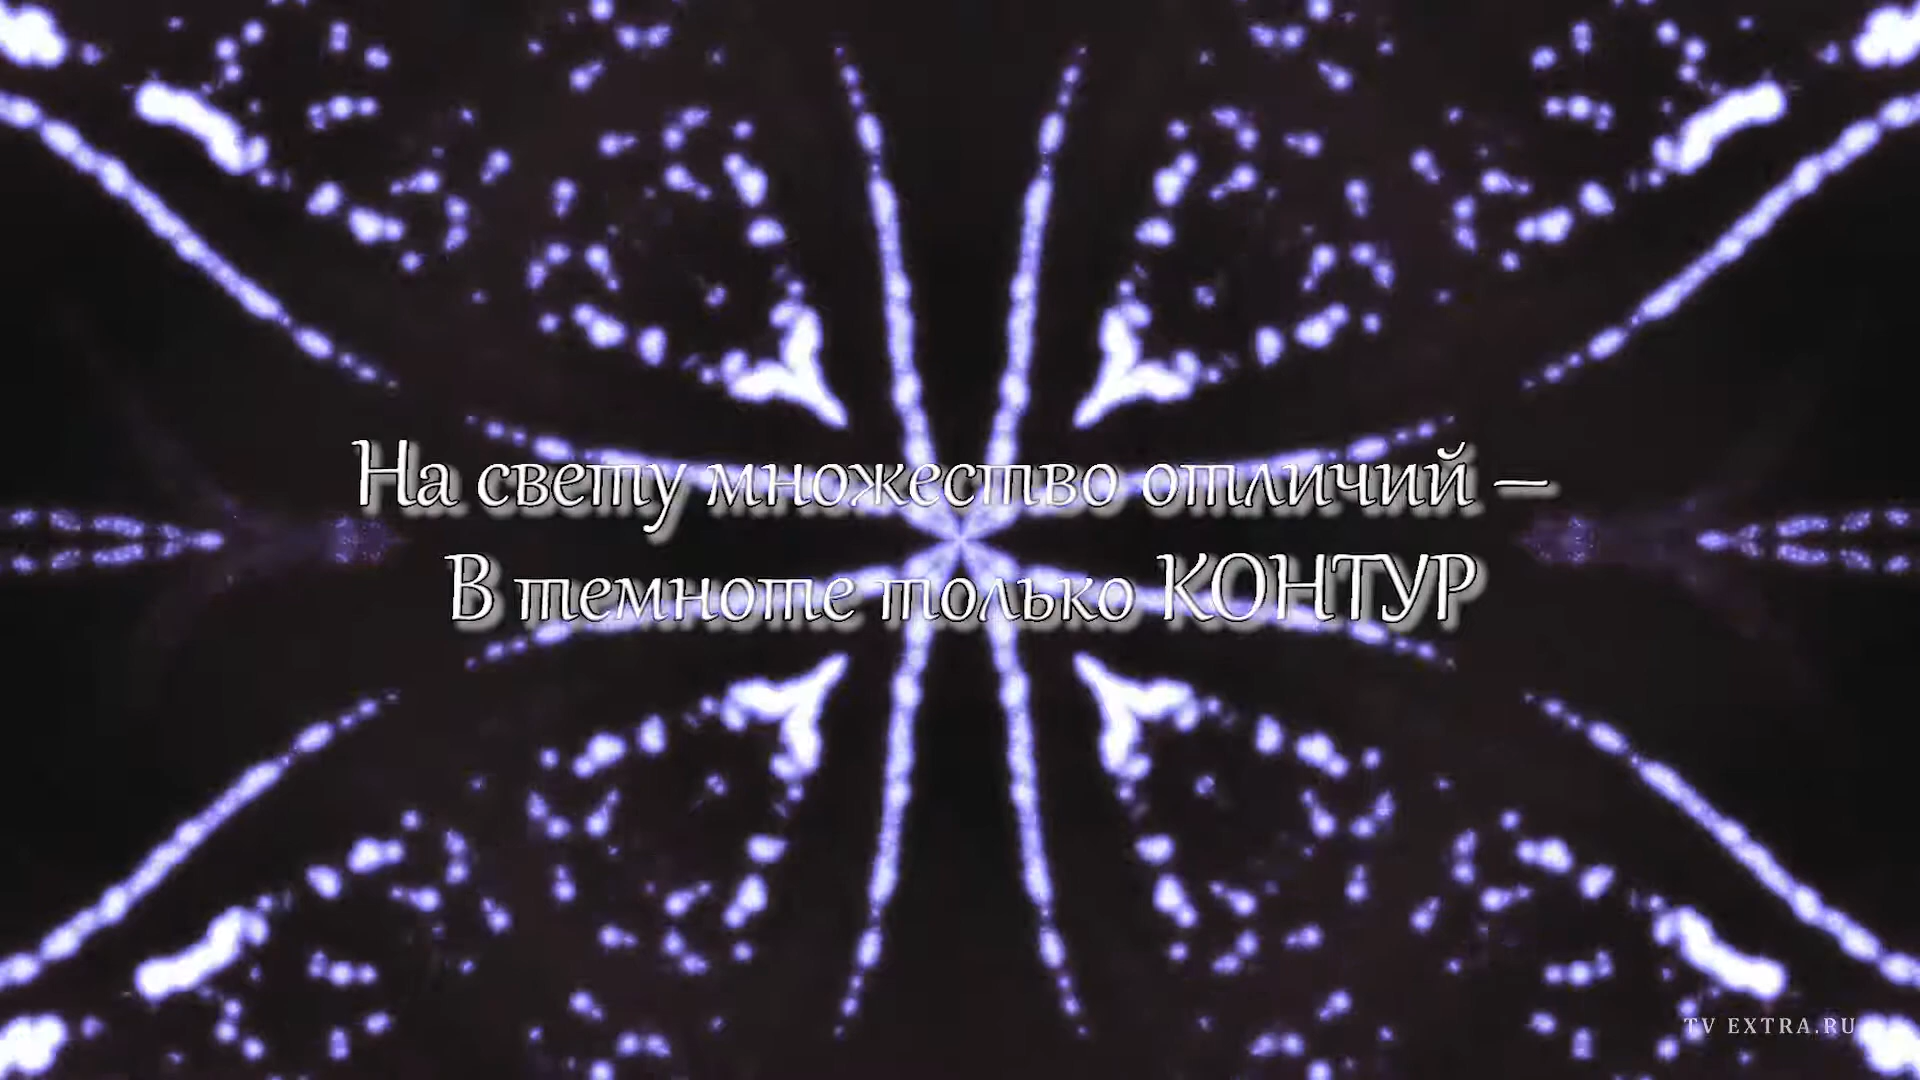 На свету множество отличий –
В темноте только КОНТУР
TV EXTRA.RU